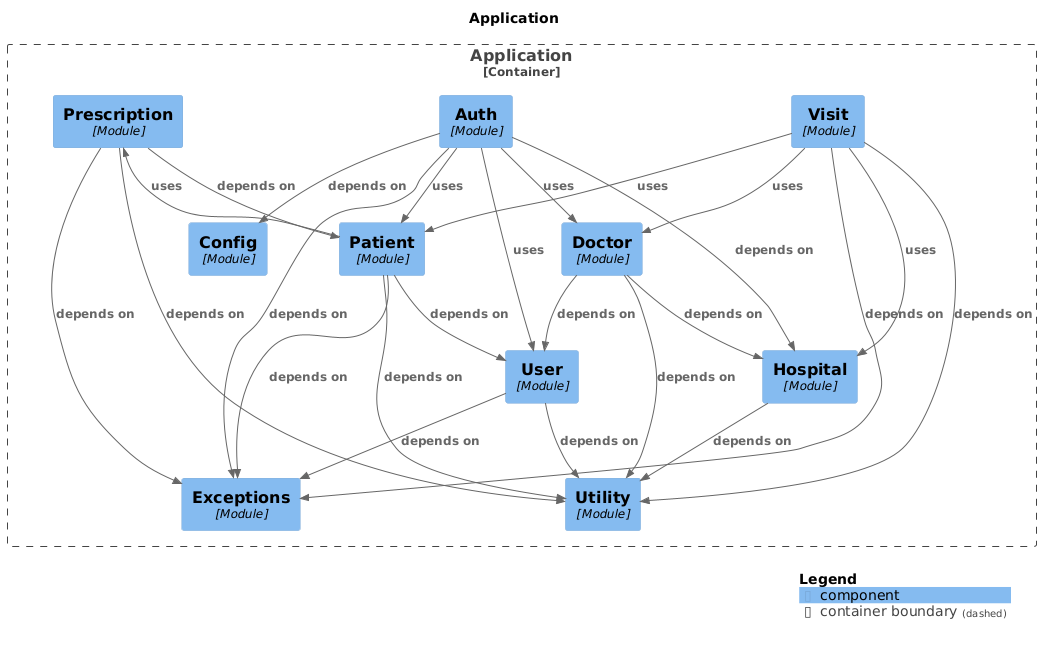 Application
Application
[Container]
Prescription
[Module]
Auth
[Module]
Visit
[Module]
uses
depends on
depends on
uses
uses
uses
uses
Config
[Module]
Patient
[Module]
Doctor
[Module]
uses
depends on
uses
depends on
depends on
depends on
depends on
depends on
depends on
depends on
depends on
User
[Module]
Hospital
[Module]
depends on
depends on
depends on
depends on
depends on
depends on
Exceptions
[Module]
Utility
[Module]
Legend
component
container boundary (dashed)